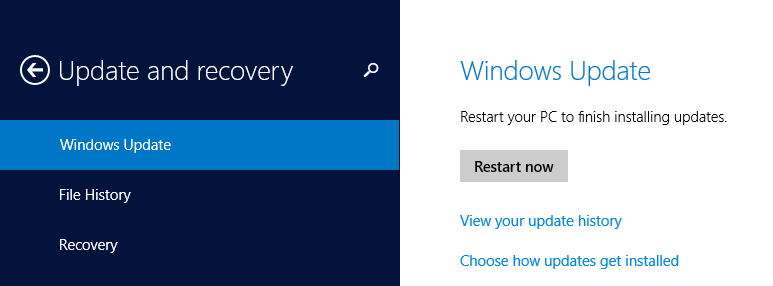 Update and recovery
Windows Update
File History
Recovery
Windows Update
Restart your PC to finish installing updates.
Restart now
View your update history
Choose how updates get installed